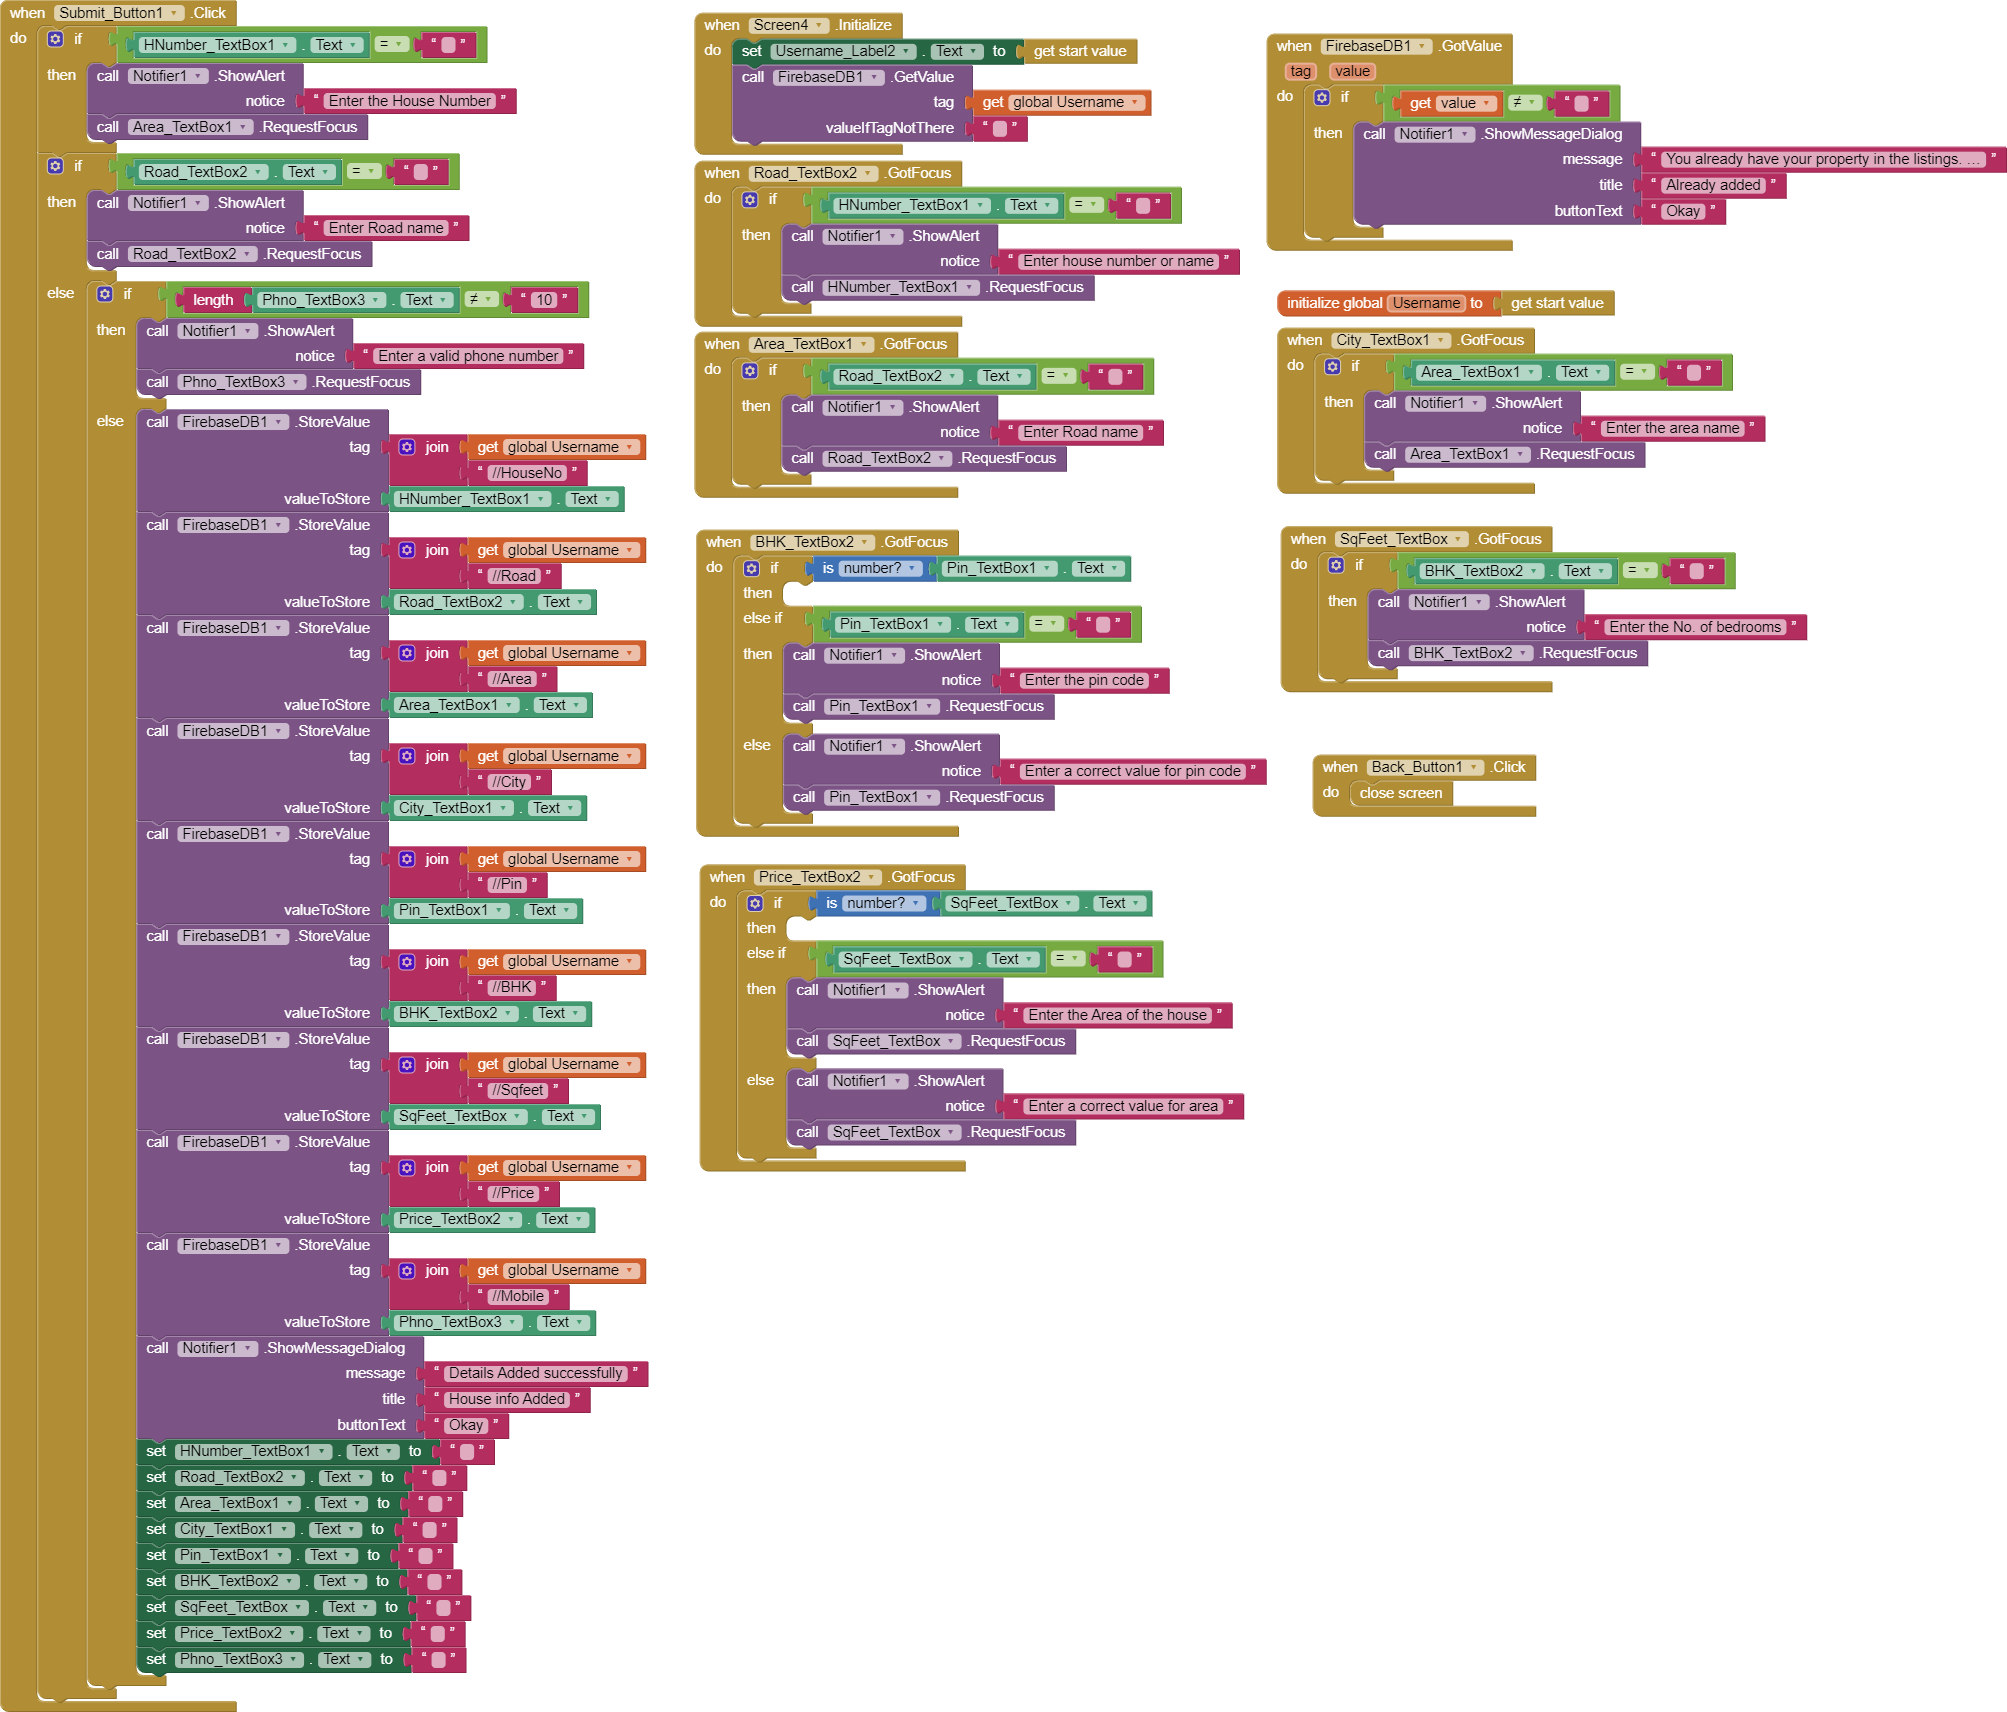 when Submit_Button1 .Click
do if HNumber_TextBox1 . Text = “ ”
then call Notifier1 .ShowAlert
notice “ Enter the House Number ”
call Area_TextBox1 .RequestFocus
if Road_TextBox2 . Text = “ ”
then call Notifier1 .ShowAlert
notice “ Enter Road name ”
call Road_TextBox2 .RequestFocus
else if length Phno_TextBox3 . Text ≠ “ 10 ”
then call Notifier1 .ShowAlert
notice “ Enter a valid phone number ”
call Phno_TextBox3 .RequestFocus
else call FirebaseDB1 .StoreValue
tag join get global Username
“ //HouseNo ”
valueToStore HNumber_TextBox1 . Text
call FirebaseDB1 .StoreValue
tag join get global Username
“ //Road ”
valueToStore Road_TextBox2 . Text
call FirebaseDB1 .StoreValue
tag join get global Username
“ //Area ”
valueToStore Area_TextBox1 . Text
call FirebaseDB1 .StoreValue
tag join get global Username
“ //City ”
valueToStore City_TextBox1 . Text
call FirebaseDB1 .StoreValue
tag join get global Username
“ //Pin ”
valueToStore Pin_TextBox1 . Text
call FirebaseDB1 .StoreValue
tag join get global Username
“ //BHK ”
valueToStore BHK_TextBox2 . Text
call FirebaseDB1 .StoreValue
tag join get global Username
“ //Sqfeet ”
valueToStore SqFeet_TextBox . Text
call FirebaseDB1 .StoreValue
tag join get global Username
“ //Price ”
valueToStore Price_TextBox2 . Text
call FirebaseDB1 .StoreValue
tag join get global Username
“ //Mobile ”
valueToStore Phno_TextBox3 . Text
call Notifier1 .ShowMessageDialog
message “ Details Added successfully ”
title “ House info Added ”
buttonText “ Okay ”
set HNumber_TextBox1 . Text to “ ”
set Road_TextBox2 . Text to “ ”
set Area_TextBox1 . Text to “ ”
set City_TextBox1 . Text to “ ”
set Pin_TextBox1 . Text to “ ”
set BHK_TextBox2 . Text to “ ”
set SqFeet_TextBox . Text to “ ”
set Price_TextBox2 . Text to “ ”
set Phno_TextBox3 . Text to “ ”
when Screen4 .Initialize
do set Username_Label2 . Text to get start value
call FirebaseDB1 .GetValue
tag get global Username
valueIfTagNotThere “ ”
when Road_TextBox2 .GotFocus
do if HNumber_TextBox1 . Text = “ ”
then call Notifier1 .ShowAlert
notice “ Enter house number or name ”
call HNumber_TextBox1 .RequestFocus
when Area_TextBox1 .GotFocus
do if Road_TextBox2 . Text = “ ”
then call Notifier1 .ShowAlert
notice “ Enter Road name ”
call Road_TextBox2 .RequestFocus
when BHK_TextBox2 .GotFocus
do if is number? Pin_TextBox1 . Text
then
else if Pin_TextBox1 . Text = “ ”
then call Notifier1 .ShowAlert
notice “ Enter the pin code ”
call Pin_TextBox1 .RequestFocus
else call Notifier1 .ShowAlert
notice “ Enter a correct value for pin code ”
call Pin_TextBox1 .RequestFocus
when Price_TextBox2 .GotFocus
do if is number? SqFeet_TextBox . Text
then
else if SqFeet_TextBox . Text = “ ”
then call Notifier1 .ShowAlert
notice “ Enter the Area of the house ”
call SqFeet_TextBox .RequestFocus
else call Notifier1 .ShowAlert
notice “ Enter a correct value for area ”
call SqFeet_TextBox .RequestFocus
when FirebaseDB1 .GotValue
tag value
do if get value ≠ “ ”
then call Notifier1 .ShowMessageDialog
message “ You already have your property in the listings. ... ”
title “ Already added ”
buttonText “ Okay ”
initialize global Username to get start value
when City_TextBox1 .GotFocus
do if Area_TextBox1 . Text = “ ”
then call Notifier1 .ShowAlert
notice “ Enter the area name ”
call Area_TextBox1 .RequestFocus
when SqFeet_TextBox .GotFocus
do if BHK_TextBox2 . Text = “ ”
then call Notifier1 .ShowAlert
notice “ Enter the No. of bedrooms ”
call BHK_TextBox2 .RequestFocus
when Back_Button1 .Click
do close screen